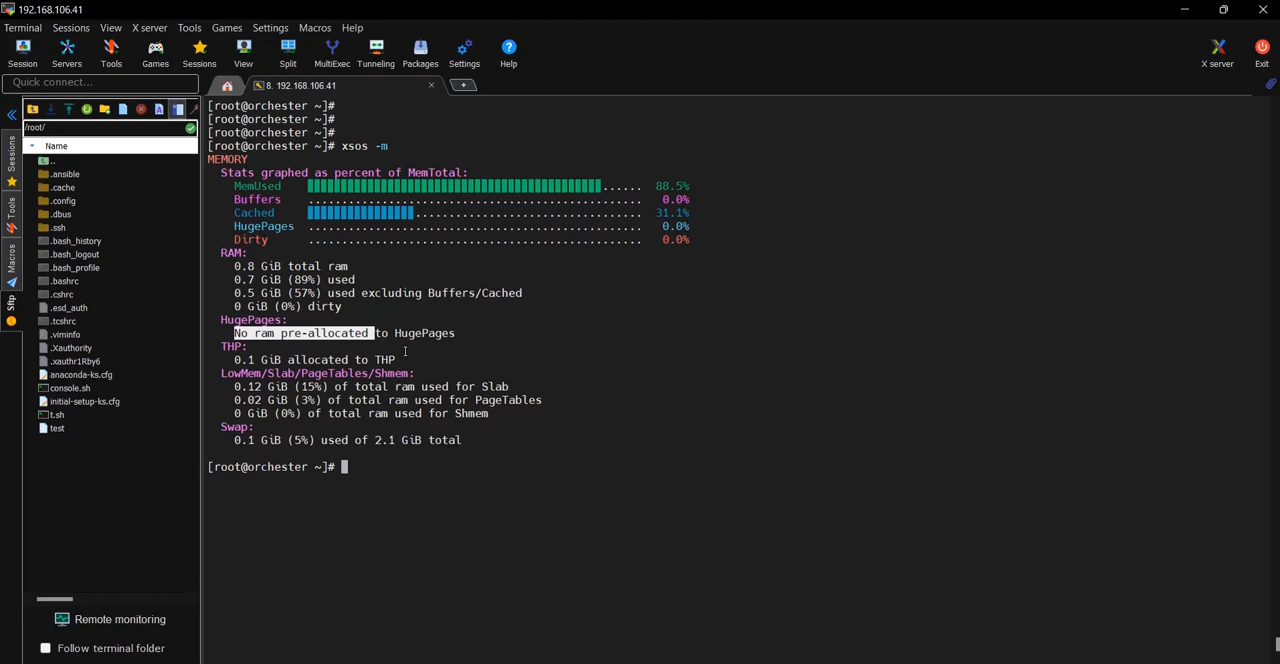 192.168.106.41
Terminal Sessions View X server Tools Games Settings Macros Help
Session Servers Tools Games Sessions View Split MultiExec Tunneling Packages Settings Help X server Exit
Quick connect...
8. 192.168.106.41
/root/
Name
..
.ansible
.cache
.config
.dbus
.ssh
.bash_history
.bash_logout
.bash_profile
.bashrc
.cshrc
.esd_auth
.tcshrc
.viminfo
.Xauthority
.xauthr1Rby6
anaconda-ks.cfg
console.sh
initial-setup-ks.cfg
t.sh
test
Remote monitoring
Follow terminal folder
Sessions
Tools
Macros
Sftp
[root@orchester ~]#
[root@orchester ~]#
[root@orchester ~]#
[root@orchester ~]# xsos -m
MEMORY
Stats graphed as percent of MemTotal:
MemUsed ...... 88.5%
Buffers .................................................. 0.0%
Cached .................................. 31.1%
HugePages .................................................. 0.0%
Dirty .................................................. 0.0%
RAM:
0.8 GiB total ram
0.7 GiB (89%) used
0.5 GiB (57%) used excluding Buffers/Cached
0 GiB (0%) dirty
HugePages:
No ram pre-allocated to HugePages
THP:
0.1 GiB allocated to THP
LowMem/Slab/PageTables/Shmem:
0.12 GiB (15%) of total ram used for Slab
0.02 GiB (3%) of total ram used for PageTables
0 GiB (0%) of total ram used for Shmem
Swap:
0.1 GiB (5%) used of 2.1 GiB total
[root@orchester ~]#